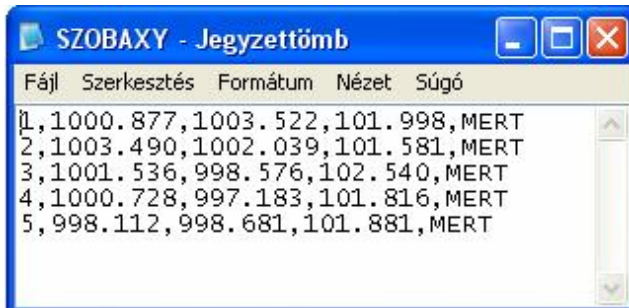 SZOBAXY - Jegyzettömb
Fájl Szerkesztés Formátum Nézet Súgó
1,1000.877,1003.522,101.998,MERT
2,1003.490,1002.039,101.581,MERT
3,1001.536,998.576,102.540,MERT
4,1000.728,997.183,101.816,MERT
5,998.112,998.681,101.881,MERT